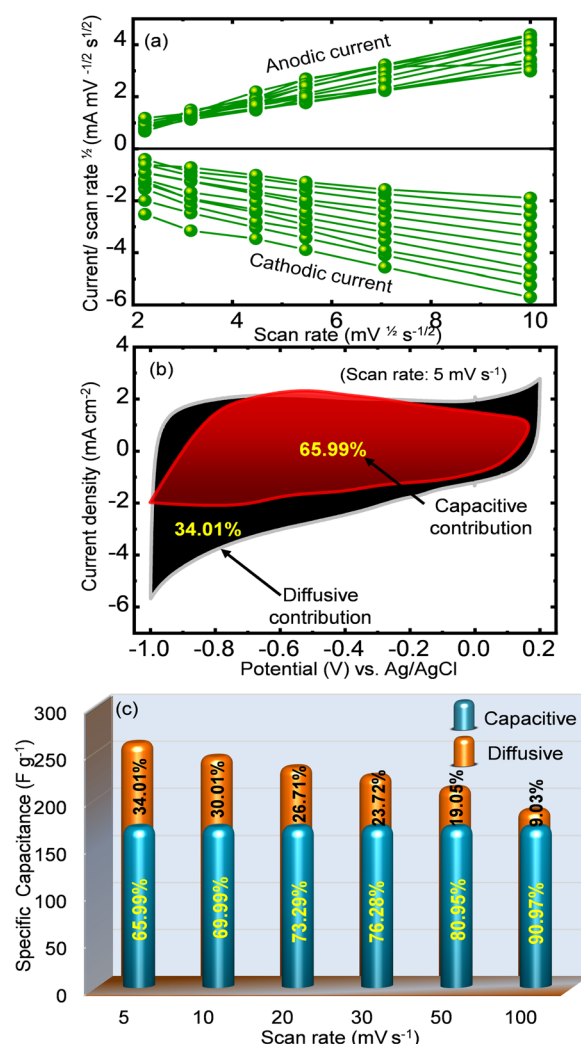 (a)
Anodic current
Cathodic current
Current/ scan rate ½ (mA mV -1/2 s1/2)
4
2
0
-2
-4
-6
2 4 6 8 10
Scan rate (mV ½ s-1/2)
(b)
(Scan rate: 5 mV s-1)
65.99%
Capacitive
contribution
34.01%
Diffusive
contribution
Current density (mA cm-2)
4
2
0
-2
-4
-6
-1.0 -0.8 -0.6 -0.4 -0.2 0.0 0.2
Potential (V) vs. Ag/AgCl
(c)
Capacitive
Diffusive
Specific Capacitance (F g-1)
300
250
200
150
100
50
0
34.01% 30.01% 26.71% 23.72% 19.05% 9.03%
65.99% 69.99% 73.29% 76.28% 80.95% 90.97%
5 10 20 30 50 100
Scan rate (mV s-1)